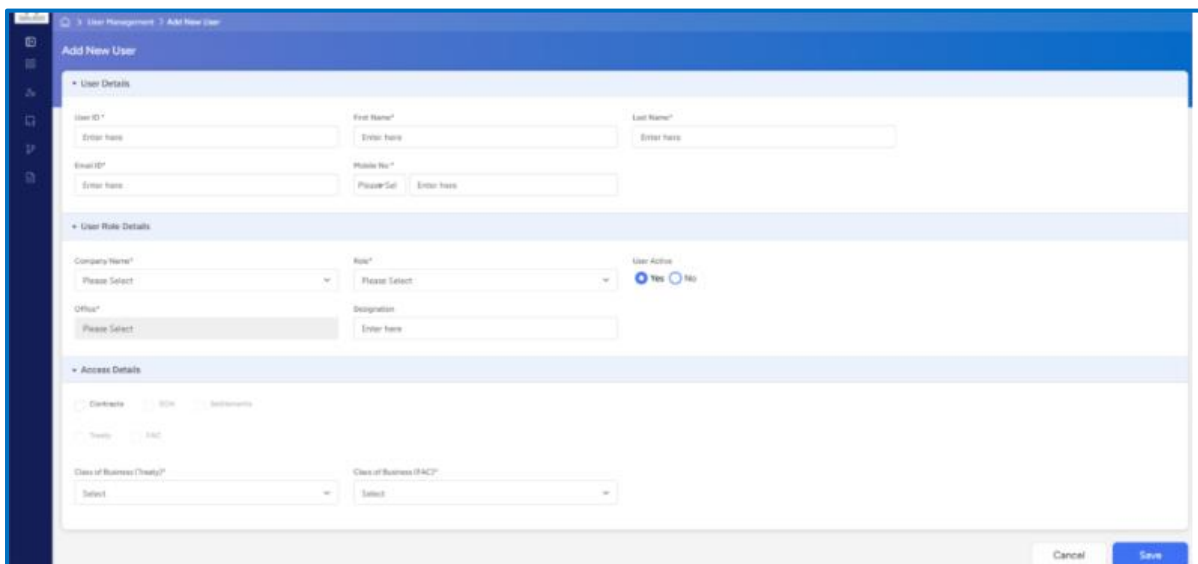 User Management > Add New User
Add New User
User Details
User ID *
First Name*
Last Name*
Enter here
Enter here
Enter here
Email ID*
Mobile No *
Enter here
Please Sel
Enter here
User Role Details
Company Name*
Role*
User Active
Please Select
Please Select
Yes
No
Office*
Designation
Please Select
Enter here
Access Details
Contracts
SOA
Settlements
Treaty
FAC
Class of Business (Treaty)*
Class of Business (FAC)*
Select
Select
Cancel
Save